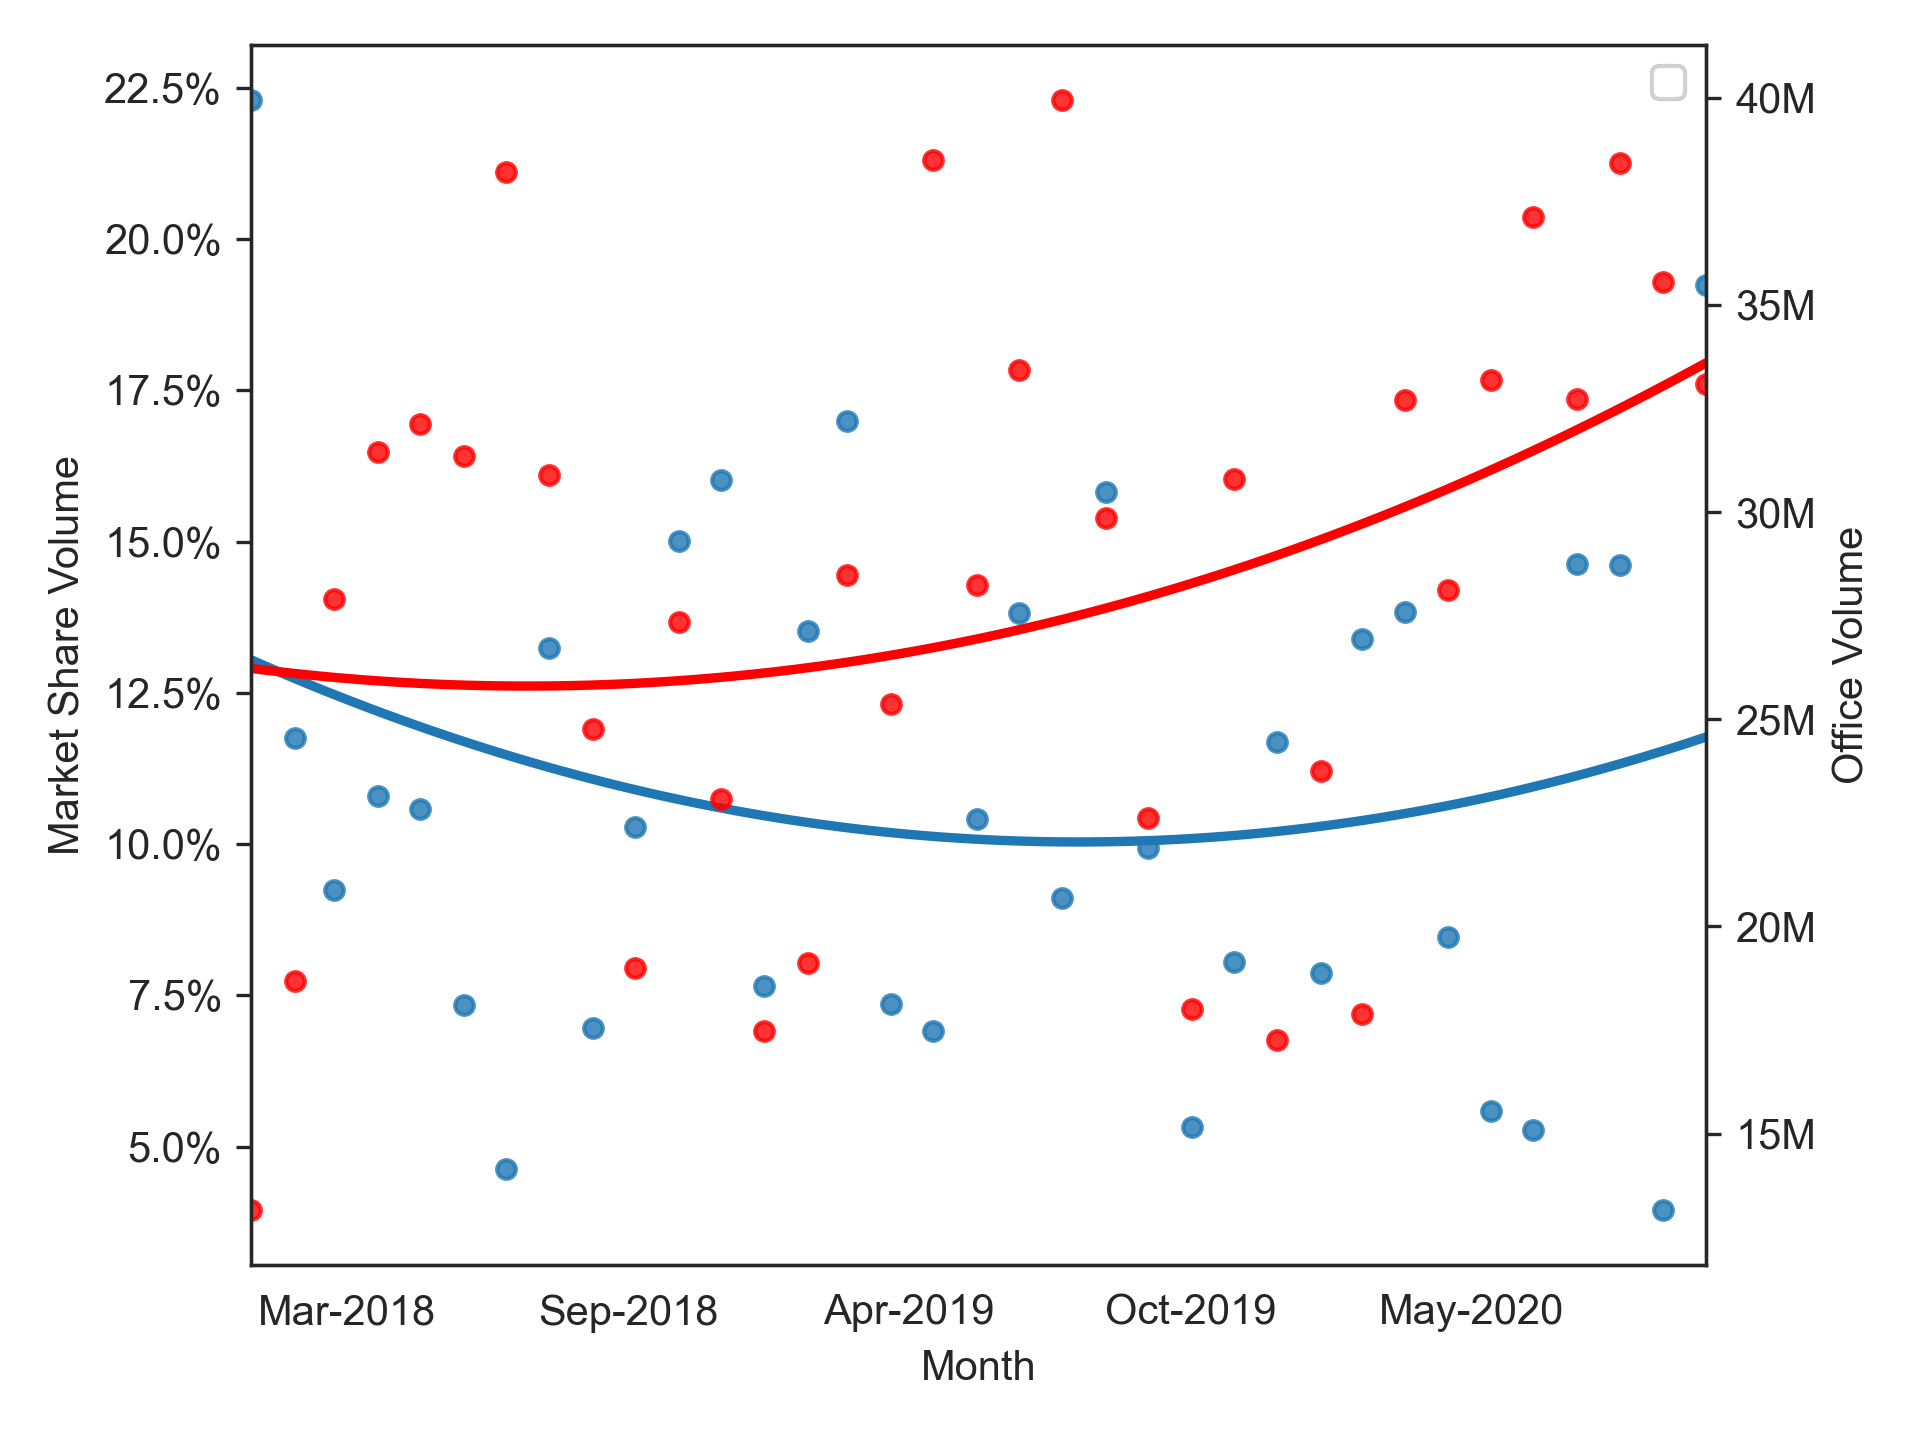 22.5%
20.0%
17.5%
15.0%
12.5%
10.0%
7.5%
5.0%
Market Share Volume
40M
35M
30M
25M
20M
15M
Office Volume
Mar-2018
Sep-2018
Apr-2019
Oct-2019
May-2020
Month